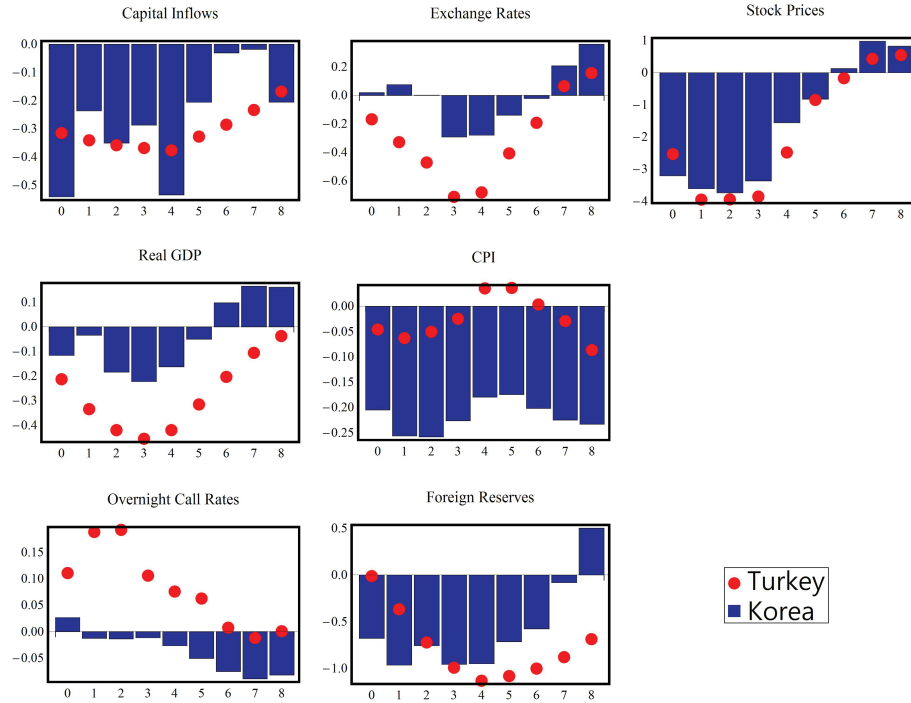 Capital Inflows
0.0
−0.1
−0.2
−0.3
−0.4
−0.5
0 1 2 3 4 5 6 7 8
Exchange Rates
0.2
0.0
−0.2
−0.4
−0.6
0 1 2 3 4 5 6 7 8
Stock Prices
1
0
−1
−2
−3
−4
0 1 2 3 4 5 6 7 8
Real GDP
0.1
0.0
−0.1
−0.2
−0.3
−0.4
0 1 2 3 4 5 6 7 8
CPI
0.00
−0.05
−0.10
−0.15
−0.20
−0.25
0 1 2 3 4 5 6 7 8
Overnight Call Rates
0.15
0.10
0.05
0.00
−0.05
0 1 2 3 4 5 6 7 8
Foreign Reserves
0.5
0.0
−0.5
−1.0
0 1 2 3 4 5 6 7 8
Turkey
Korea